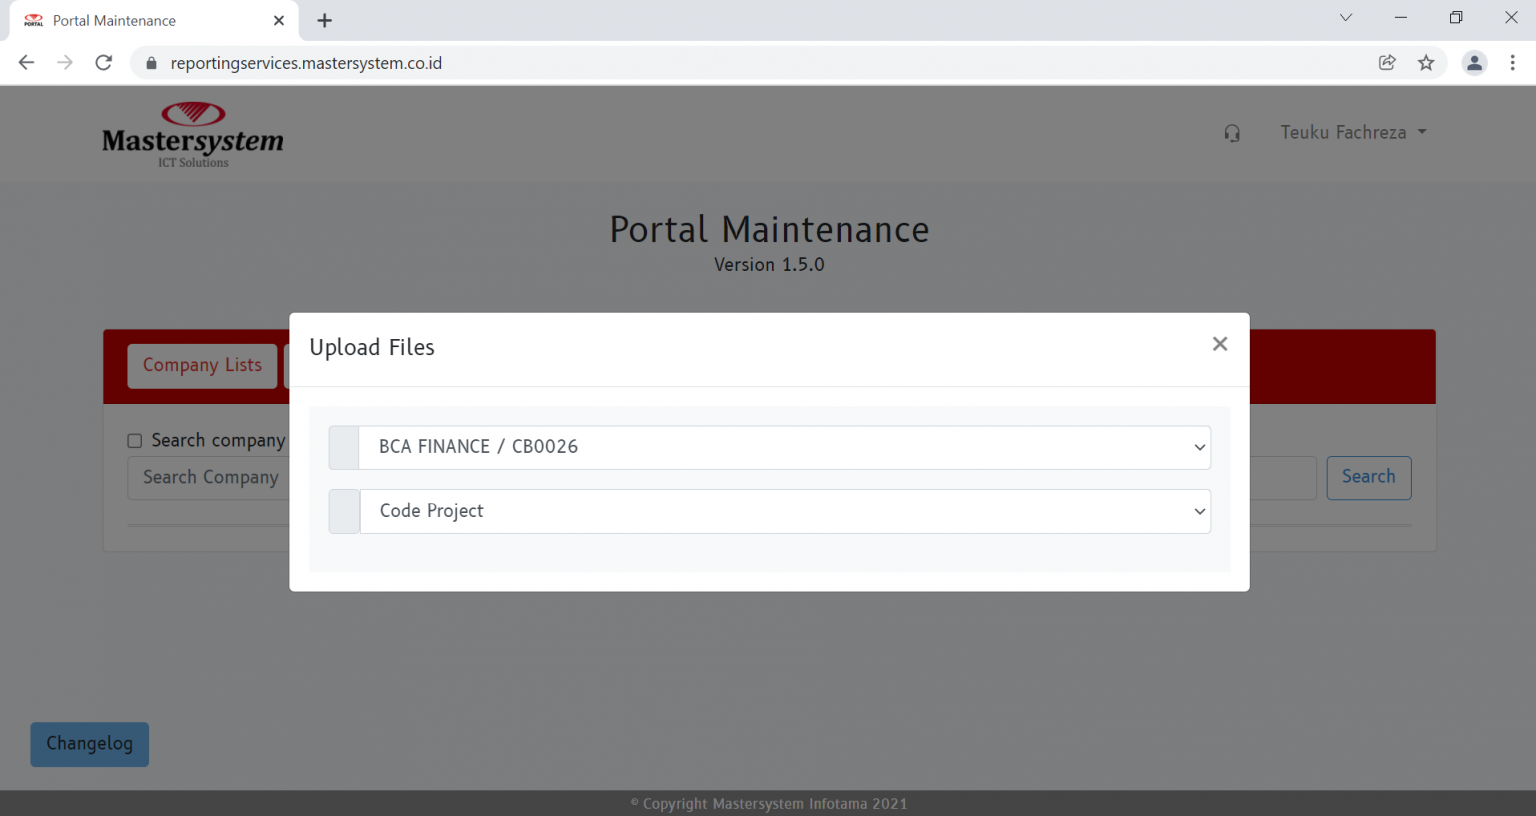 PORTAL
Portal Maintenance
reportingservices.mastersystem.co.id
Mastersystem
ICT Solutions
Teuku Fachreza
Portal Maintenance
Version 1.5.0
Upload Files
Company Lists
Search company
BCA FINANCE / CB0026
Search Company
Search
Code Project
Changelog
© Copyright Mastersystem Infotama 2021